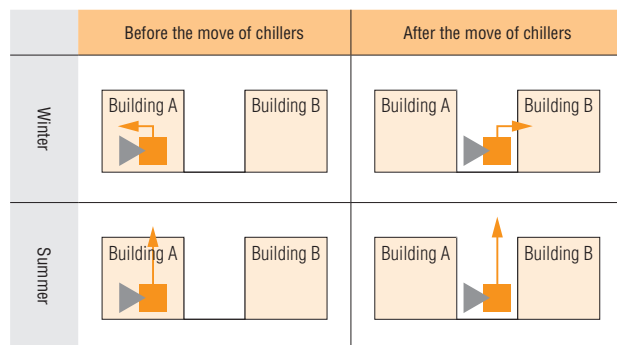 Before the move of chillers
After the move of chillers
Winter
Building A
Building B
Building A
Building B
Summer
Building A
Building B
Building A
Building B